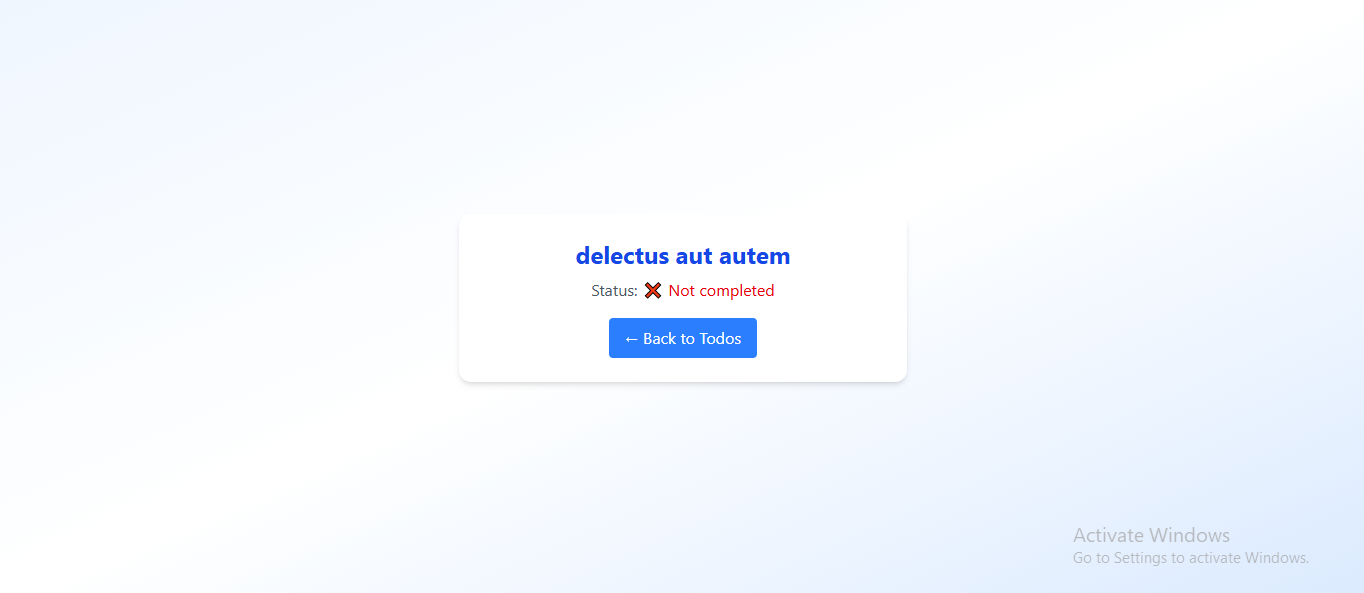 delectus aut autem
Status: ❌ Not completed
← Back to Todos
Activate Windows
Go to Settings to activate Windows.